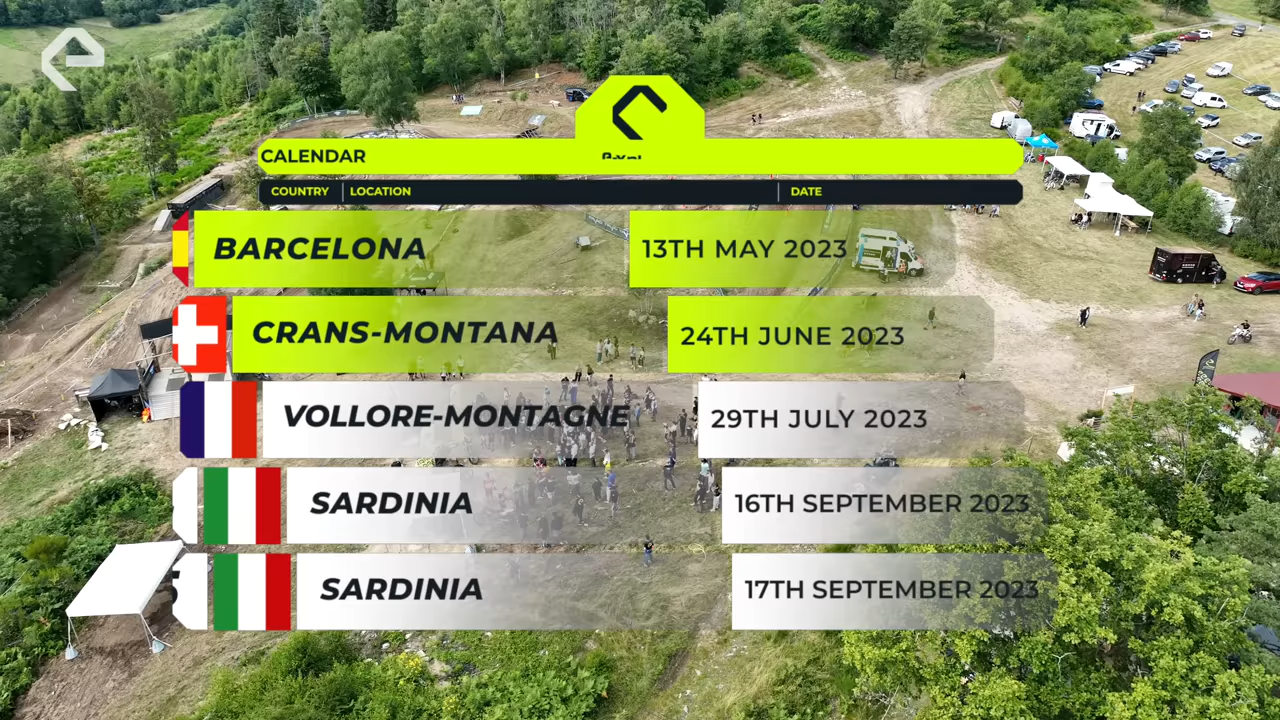 CALENDAR
COUNTRY LOCATION DATE
BARCELONA 13TH MAY 2023
CRANS-MONTANA 24TH JUNE 2023
VOLLORE-MONTAGNE 29TH JULY 2023
SARDINIA 16TH SEPTEMBER 2023
SARDINIA 17TH SEPTEMBER 2023